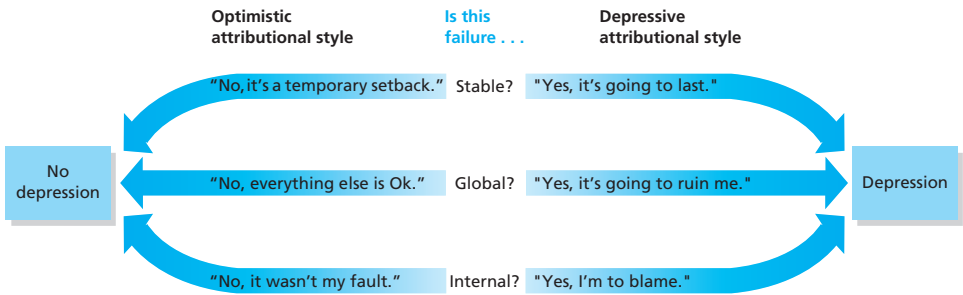 Optimistic
attributional style
Is this
failure . . .
Depressive
attributional style
“No, it’s a temporary setback.”
Stable?
"Yes, it’s going to last."
No
depression
“No, everything else is Ok.”
Global?
"Yes, it’s going to ruin me."
Depression
“No, it wasn’t my fault.”
Internal?
"Yes, I’m to blame."